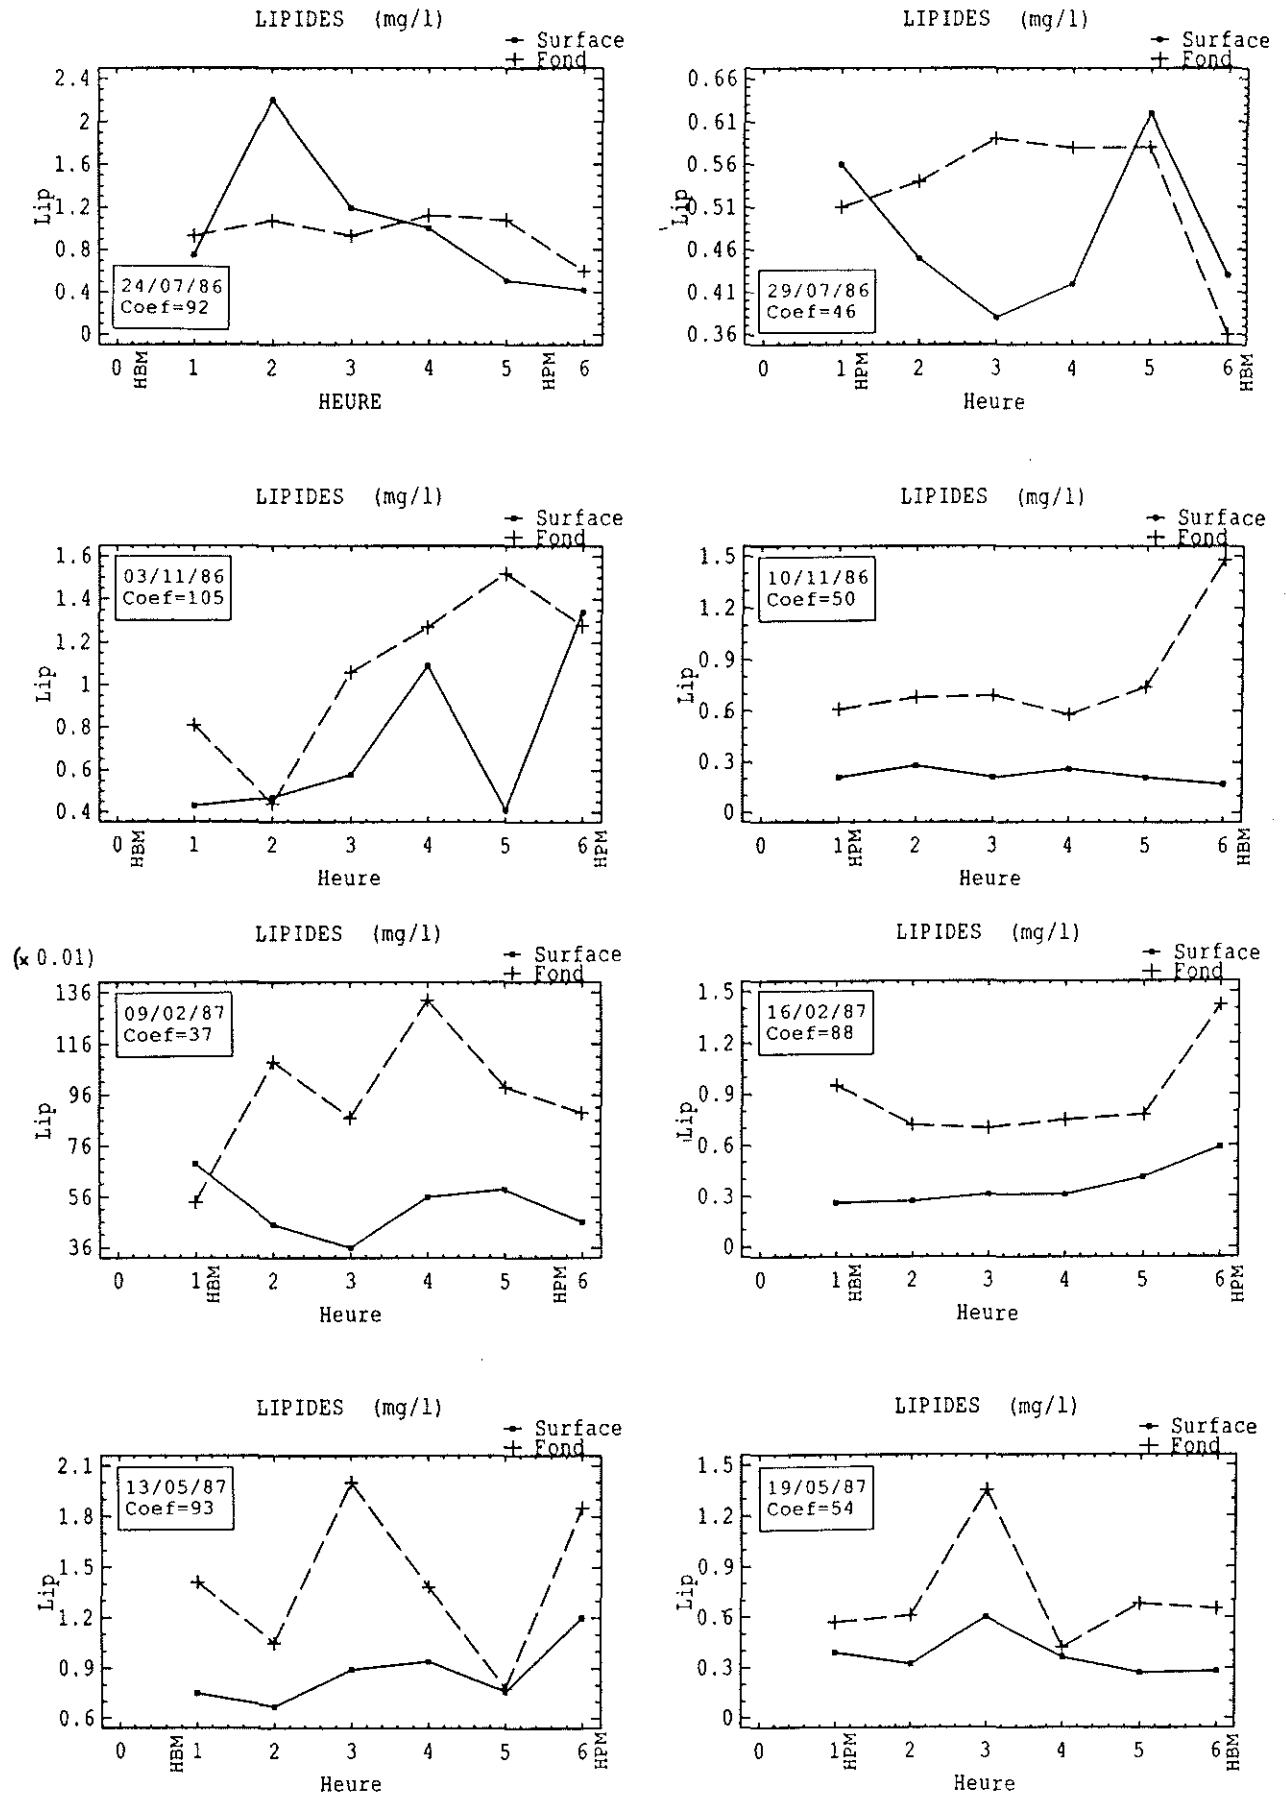 LIPIDES (mg/l)
Surface
Fond
2.4
2
1.6
1.2
0.8
0.4
0
Lip
24/07/86
Coef=92
0 HBM 1 2 3 4 5 HPM 6
HEURE
LIPIDES (mg/l)
Surface
Fond
0.66
0.61
0.56
0.51
0.46
0.41
0.36
Lip
29/07/86
Coef=46
0 1 HPM 2 3 4 5 6 HBM
Heure
LIPIDES (mg/l)
Surface
Fond
1.6
1.4
1.2
1
0.8
0.6
0.4
Lip
03/11/86
Coef=105
0 HBM 1 2 3 4 5 6 HPM
Heure
LIPIDES (mg/l)
Surface
Fond
1.5
1.2
0.9
0.6
0.3
0
Lip
10/11/86
Coef=50
0 1 HPM 2 3 4 5 6 HBM
Heure
LIPIDES (mg/l)
(x 0.01)
Surface
Fond
136
116
96
76
56
36
Lip
09/02/87
Coef=37
0 1 HBM 2 3 4 5 HPM 6
Heure
LIPIDES (mg/l)
Surface
Fond
1.5
1.2
0.9
0.6
0.3
0
Lip
16/02/87
Coef=88
0 1 HBM 2 3 4 5 6 HPM
Heure
LIPIDES (mg/l)
Surface
Fond
2.1
1.8
1.5
1.2
0.9
0.6
Lip
13/05/87
Coef=93
0 HBM 1 2 3 4 5 6 HPM
Heure
LIPIDES (mg/l)
Surface
Fond
1.5
1.2
0.9
0.6
0.3
0
Lip
19/05/87
Coef=54
0 1 HPM 2 3 4 5 6 HBM
Heure